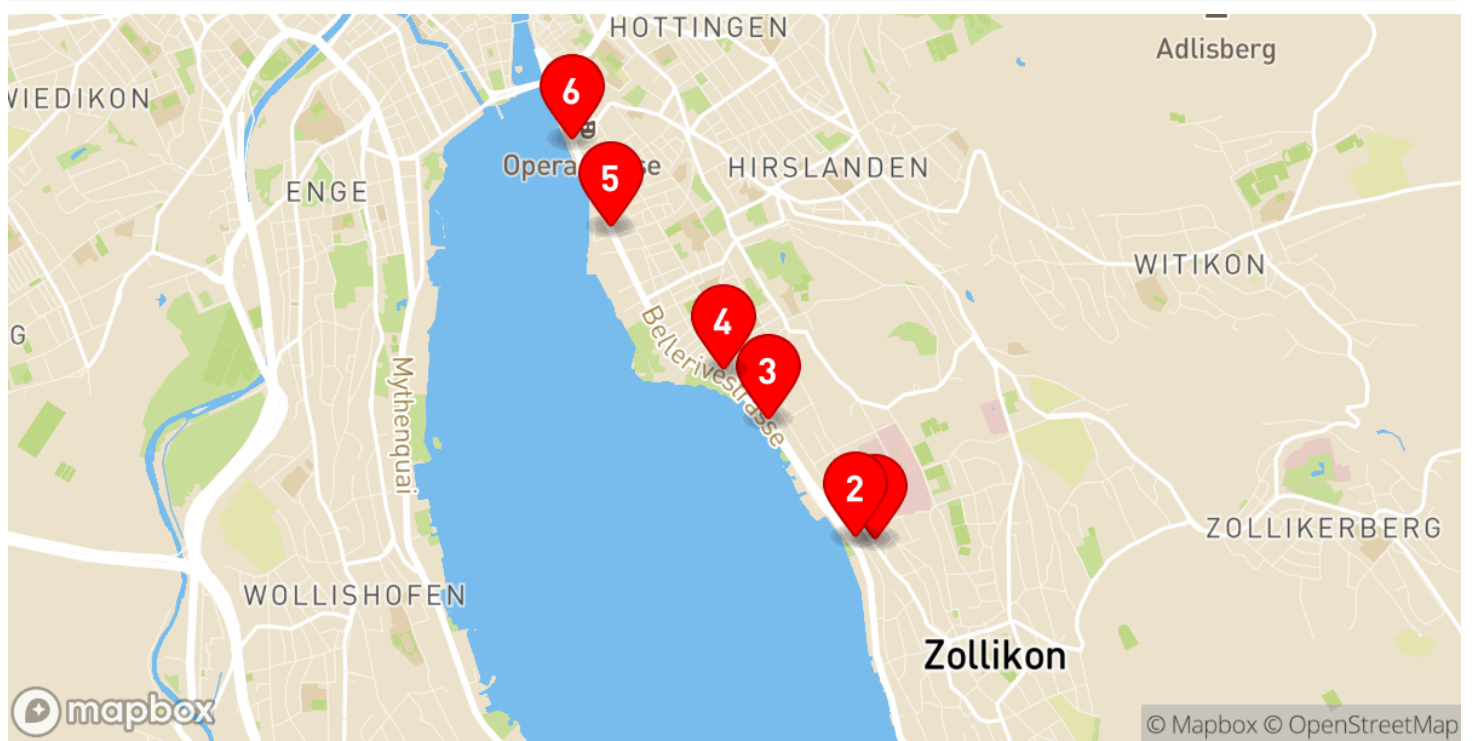 HOTTINGEN
Adlisberg
WIEDIKON
6
5
HIRSLANDEN
ENGE
WITIKON
4
3
Bellerivestrasse
Mythenquai
G
2
ZOLLIKERBERG
WOLLISHOFEN
Zollikon
mapbox
© Mapbox © OpenStreetMap